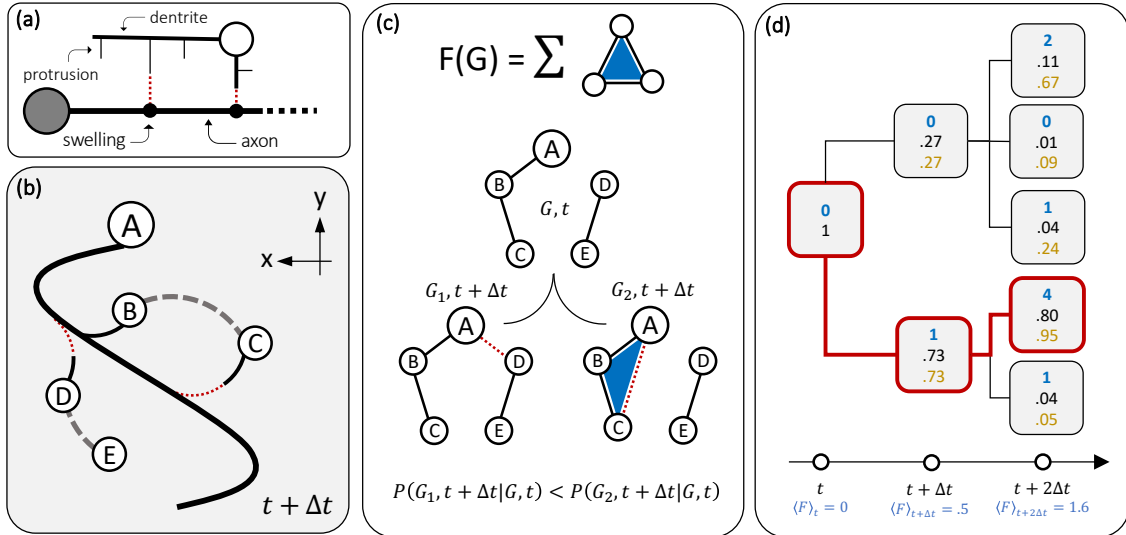 (a)
dentrite
protrusion
swelling
axon
(b)
y
x
A
B
C
D
E
t + Δt
(c)
F(G) = ∑
A
B
D
G, t
C
E
G₁, t + Δt
G₂, t + Δt
A
A
B
D
B
D
C
E
C
E
P(G₁, t + Δt|G, t) < P(G₂, t + Δt|G, t)
(d)
2
.11
.67
0
.27
.27
0
.01
.09
0
1
1
.04
.24
4
.80
.95
1
.73
.73
1
.04
.05
t
t + Δt
t + 2Δt
⟨F⟩ₜ = 0
⟨F⟩ₜ₊Δₜ = .5
⟨F⟩ₜ₊₂Δₜ = 1.6